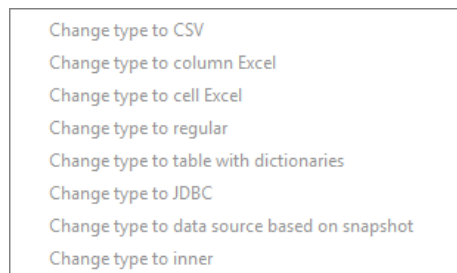 Change type to CSV
Change type to column Excel
Change type to cell Excel
Change type to regular
Change type to table with dictionaries
Change type to JDBC
Change type to data source based on snapshot
Change type to inner